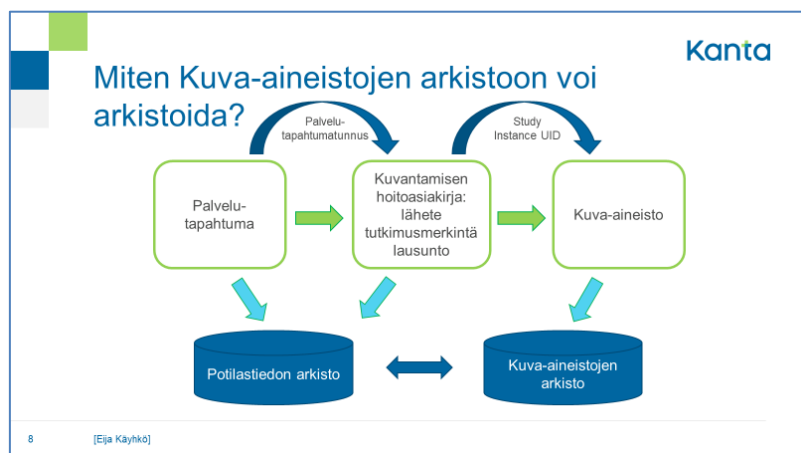 Kanta
Miten Kuva-aineistojen arkistoon voi
arkistoida?
Palvelu-
tapahtumatunnus
Study
Instance UID
Palvelu-
tapahtuma
Kuvantamisen
hoitoasiakirja:
lähete
tutkimusmerkintä
lausunto
Kuva-aineisto
Potilastiedon arkisto
Kuva-aineistojen
arkisto
8
[Eija Käyhkö]